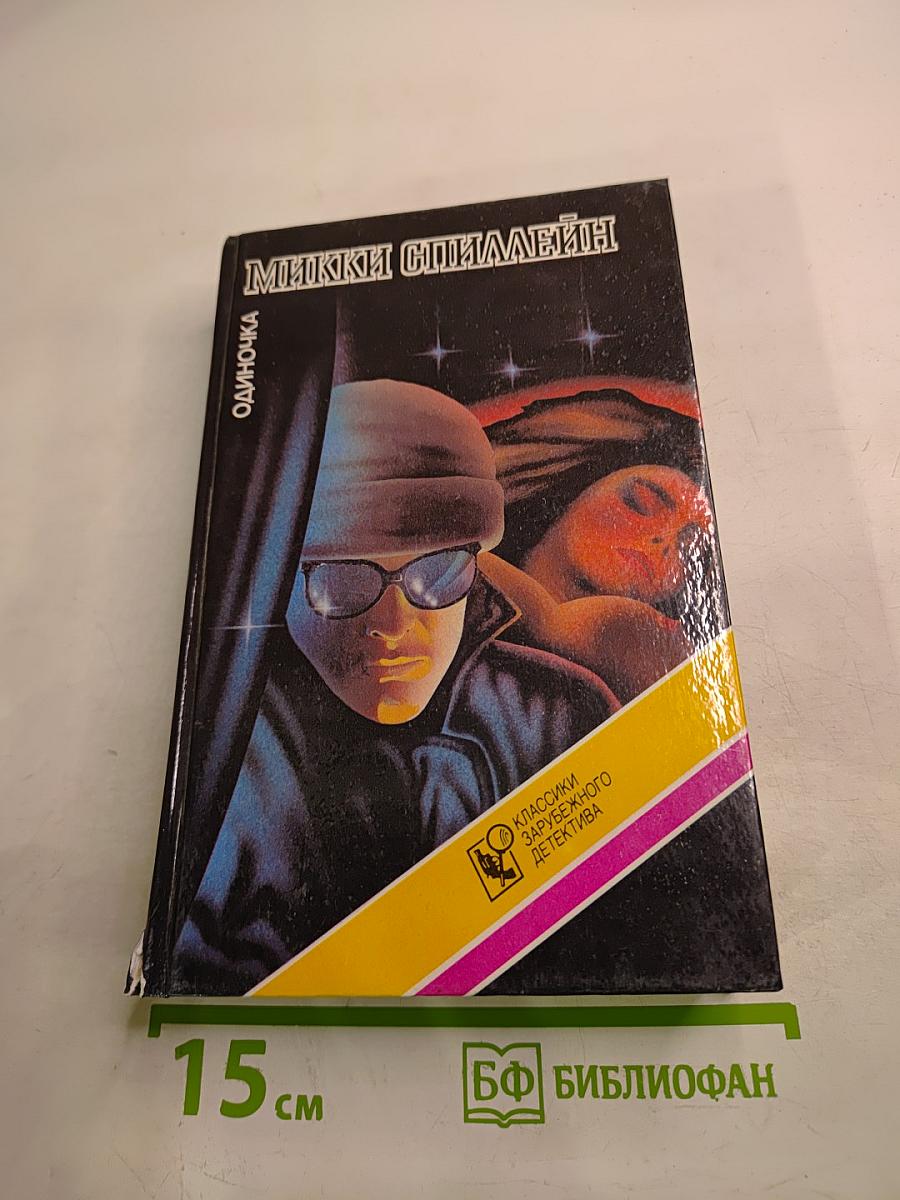 МИККИ СПИЛЛЕЙН
ОДИНОЧКА
КЛАССИКИ
ЗАРУБЕЖНОГО
ДЕТЕКТИВА
15 см
БФ БИБЛИОФАН